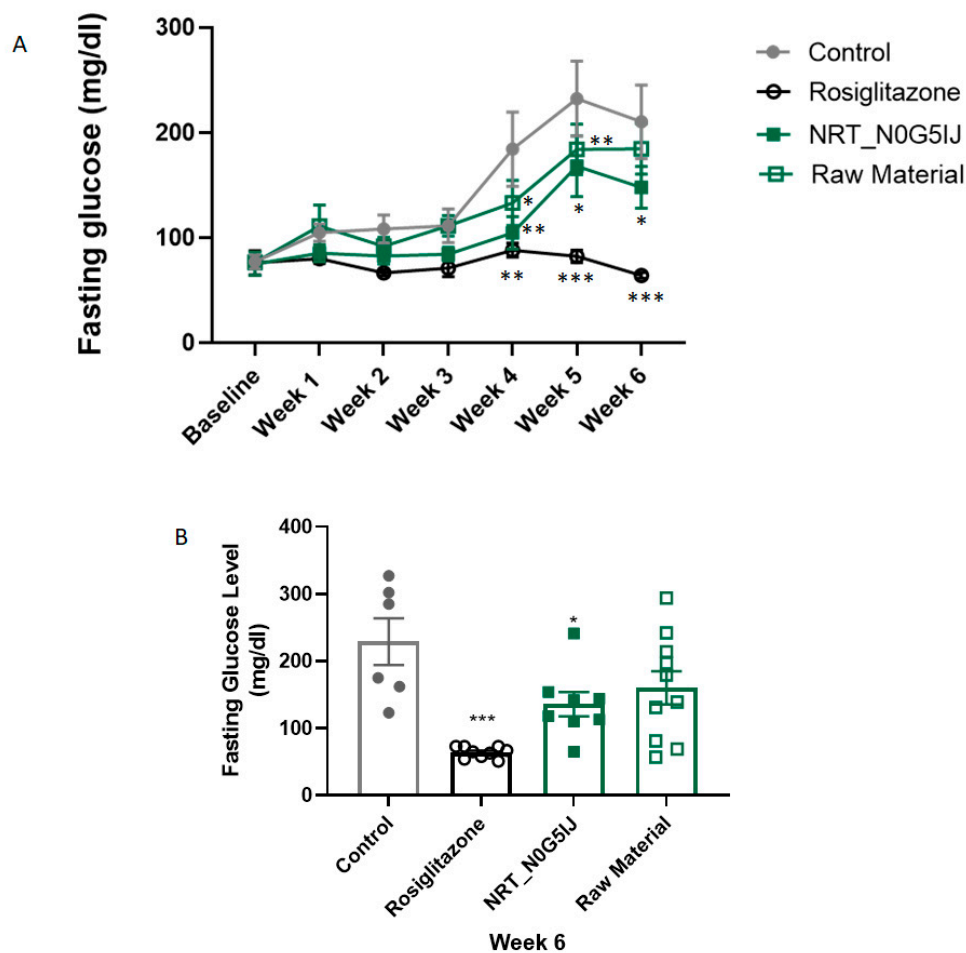 A
Fasting glucose (mg/dl)
300
200
100
0
Baseline
Week 1
Week 2
Week 3
Week 4
Week 5
Week 6
*
**
**
**
*
***
*
***
Control
Rosiglitazone
NRT_N0G5IJ
Raw Material
B
Fasting Glucose Level
(mg/dl)
400
300
200
100
0
***
*
Control
Rosiglitazone
NRT_N0G5IJ
Raw Material
Week 6